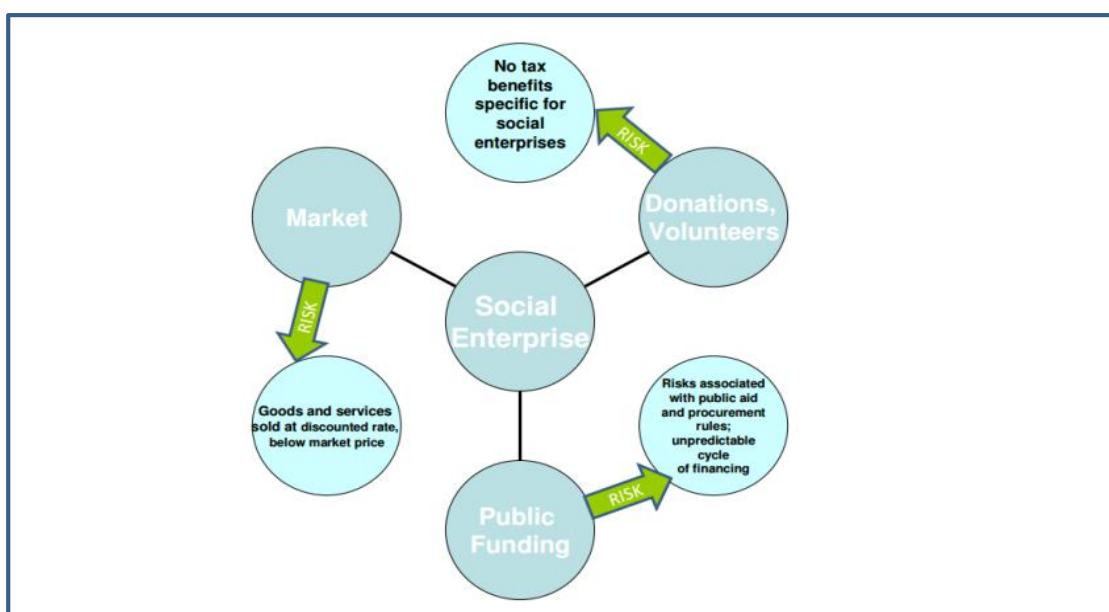 No tax
benefits
specific for
social
enterprises
RISK
Market
Donations,
Volunteers
RISK
Social
Enterprise
Goods and services
sold at discounted rate,
below market price
Risks associated
with public aid
and procurement
rules;
unpredictable
cycle
of financing
RISK
Public
Funding